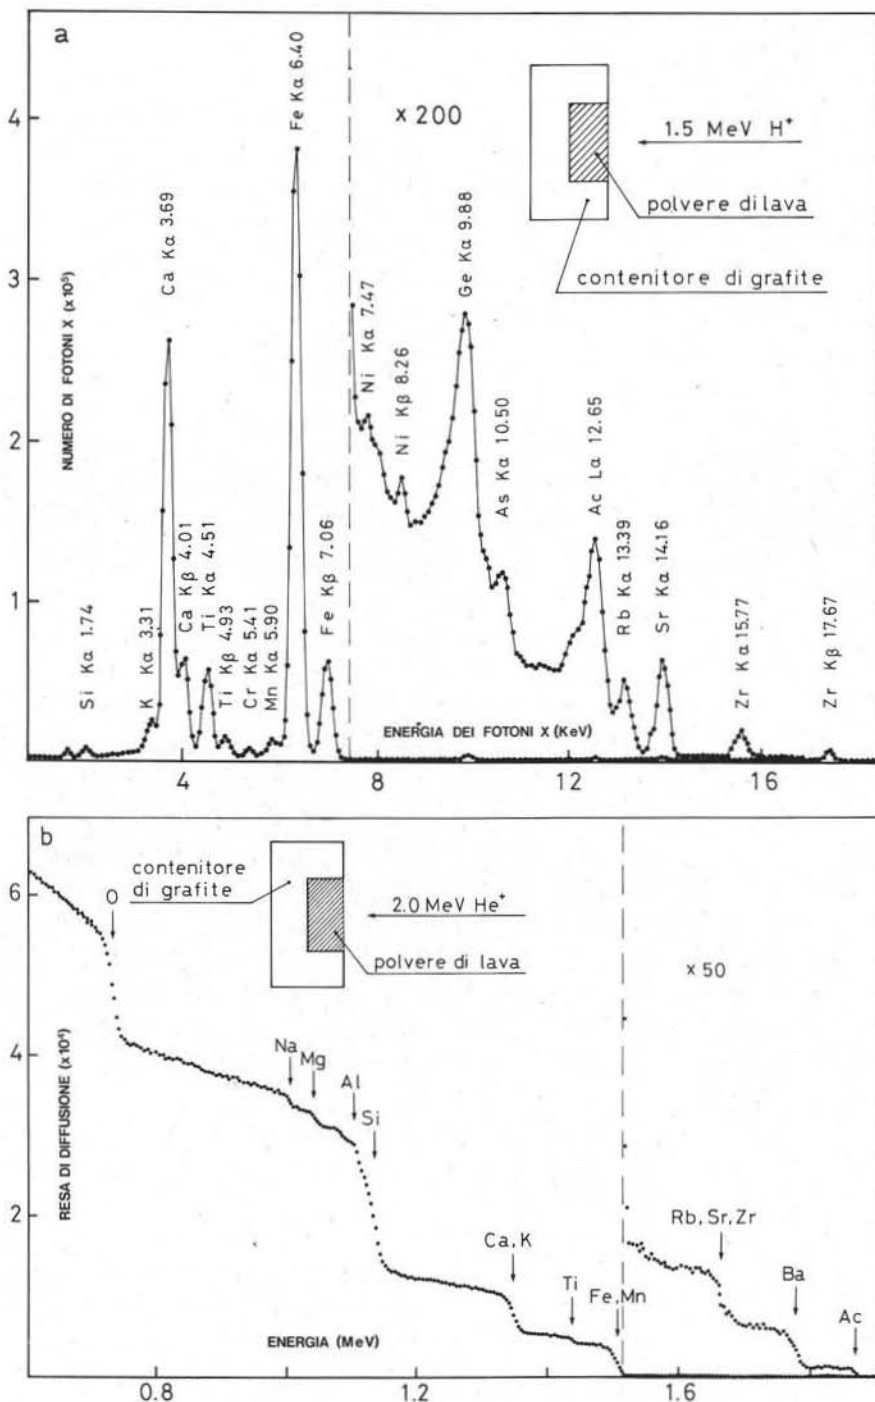 a
NUMERO DI FOTONI X (x10⁵)
4
3
2
1
Si Kα 1.74
K Kα 3.31
Ca Kα 3.69
Ca Kβ 4.01
Ti Kα 4.51
Ti Kβ 4.93
Cr Kα 5.41
Mn Kα 5.90
Fe Kα 6.40
Fe Kβ 7.06
x 200
Ni Kα 7.47
Ni Kβ 8.26
Ge Kα 9.88
As Kα 10.50
Ac Lα 12.65
Rb Kα 13.39
Sr Kα 14.16
Zr Kα 15.77
Zr Kβ 17.67
1.5 MeV H⁺
polvere di lava
contenitore di grafite
ENERGIA DEI FOTONI X (KeV)
4 8 12 16
b
RESA DI DIFFUSIONE (x10⁴)
6
4
2
contenitore
di grafite
2.0 MeV He⁺
polvere di lava
x 50
O
Na
Mg
Al
Si
Ca, K
Ti
Fe, Mn
Rb, Sr, Zr
Ba
Ac
ENERGIA (MeV)
0.8 1.2 1.6